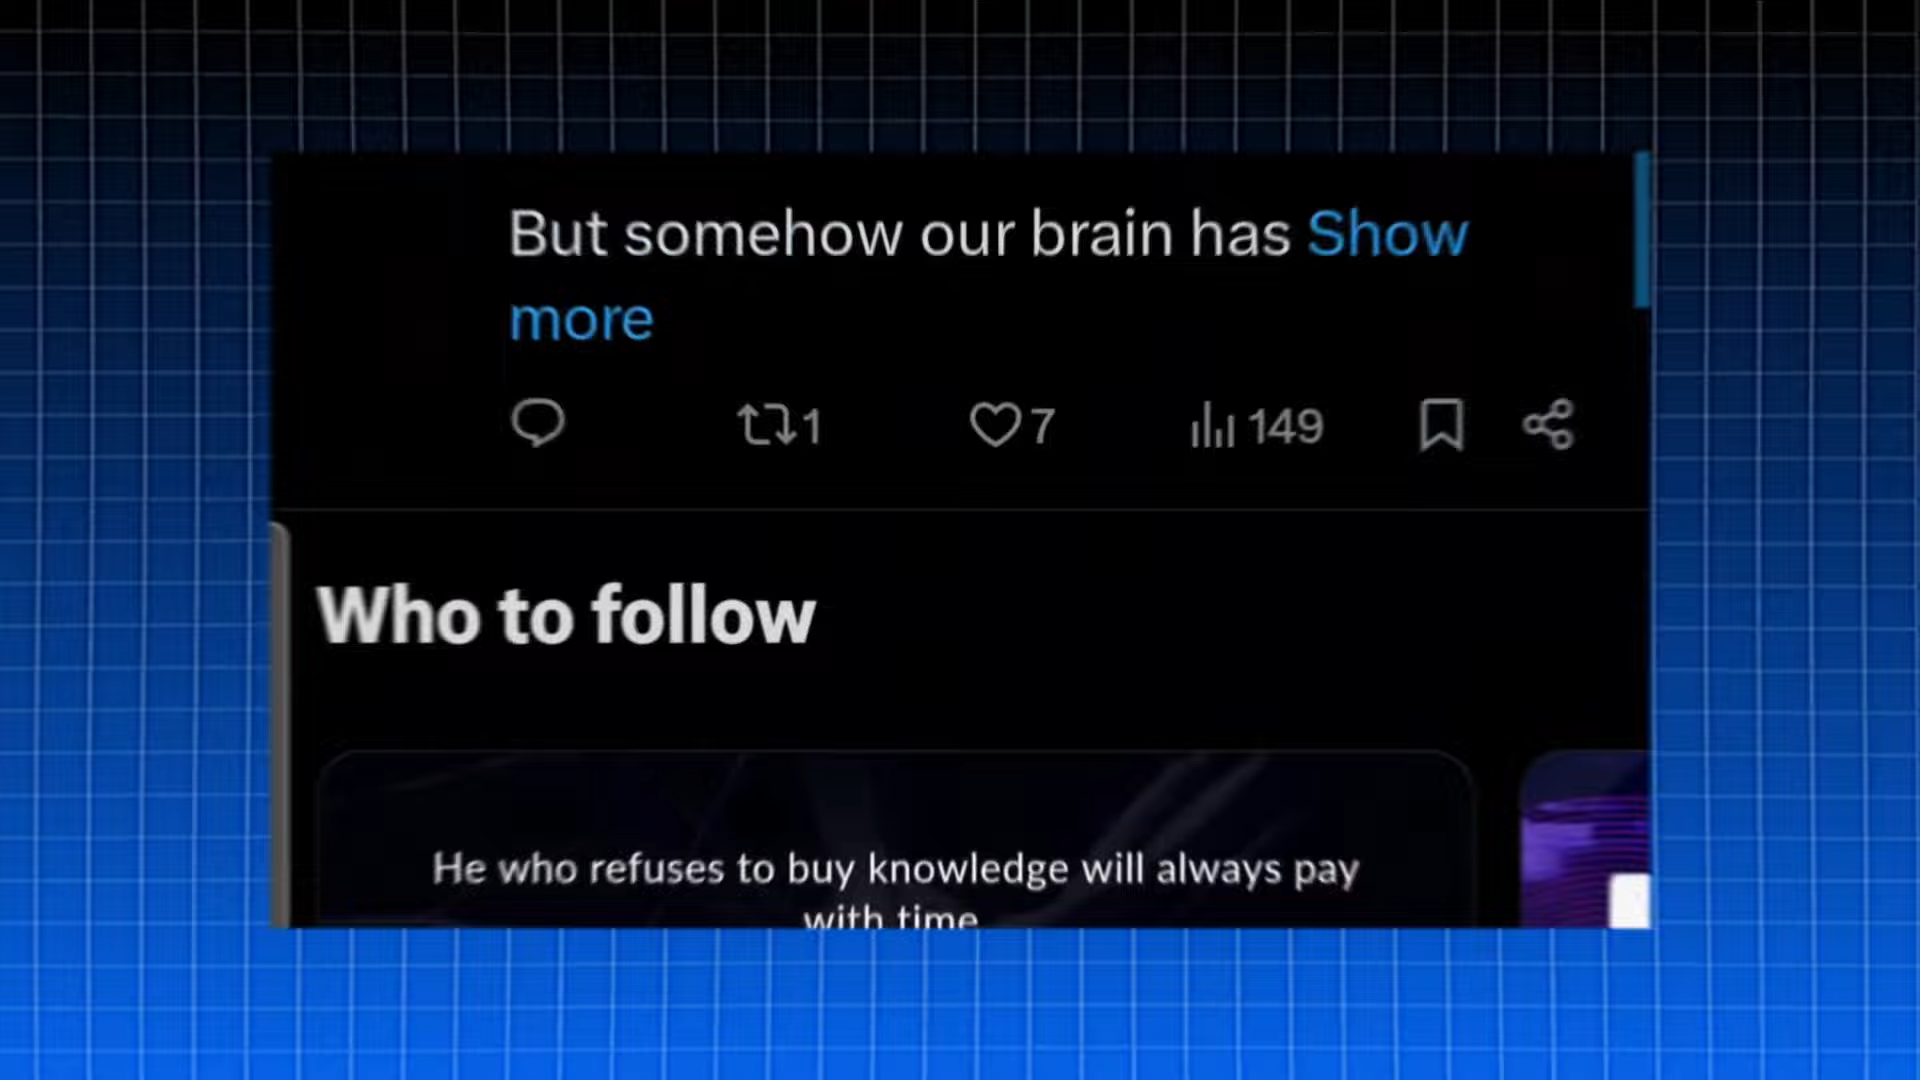 But somehow our brain has Show
more
1 7 149
Who to follow
He who refuses to buy knowledge will always pay
with time